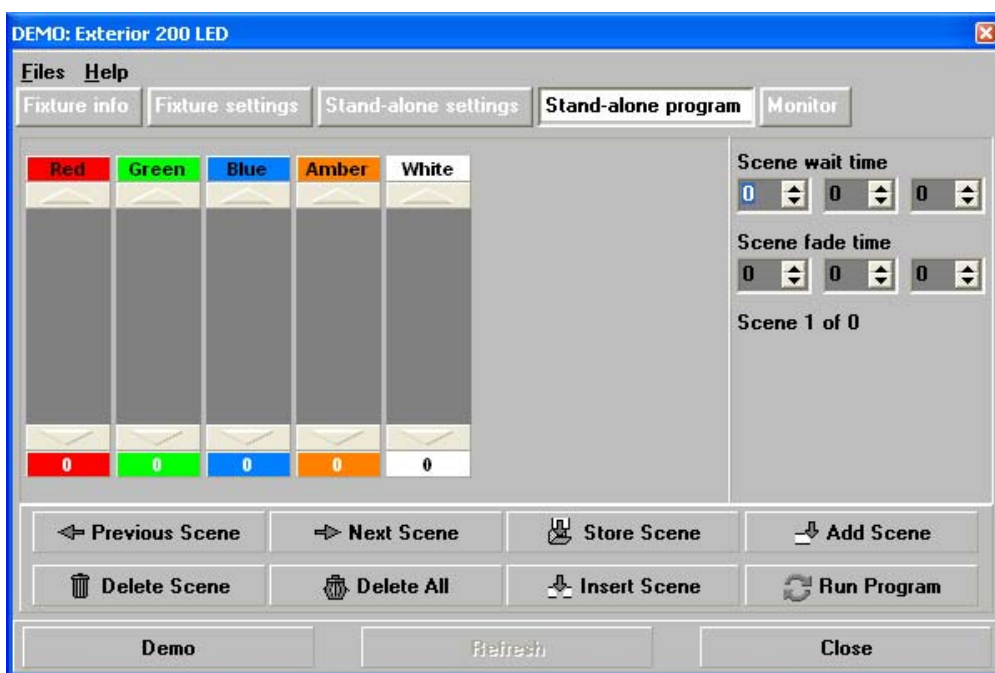 DEMO: Exterior 200 LED
Files Help
Fixture info Fixture settings Stand-alone settings Stand-alone program Monitor
Red Green Blue Amber White
Scene wait time
0 0 0
Scene fade time
0 0 0
Scene 1 of 0
0 0 0 0 0
Previous Scene Next Scene Store Scene Add Scene
Delete Scene Delete All Insert Scene Run Program
Demo Refresh Close